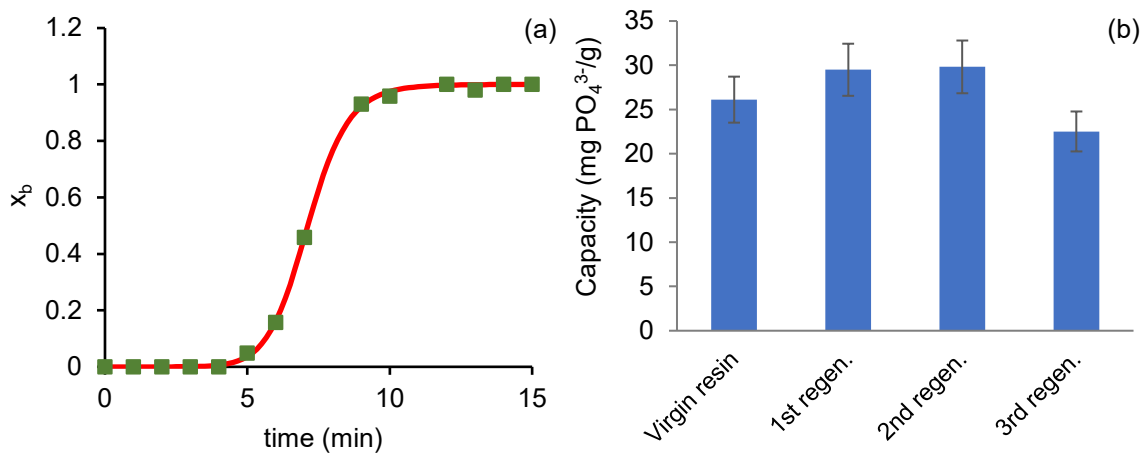 (a)
1.2
1
0.8
0.6
0.4
0.2
0
x_b
0 5 10 15
time (min)
(b)
35
30
25
20
15
10
5
0
Capacity (mg PO₄³⁻/g)
Virgin resin
1st regen.
2nd regen.
3rd regen.